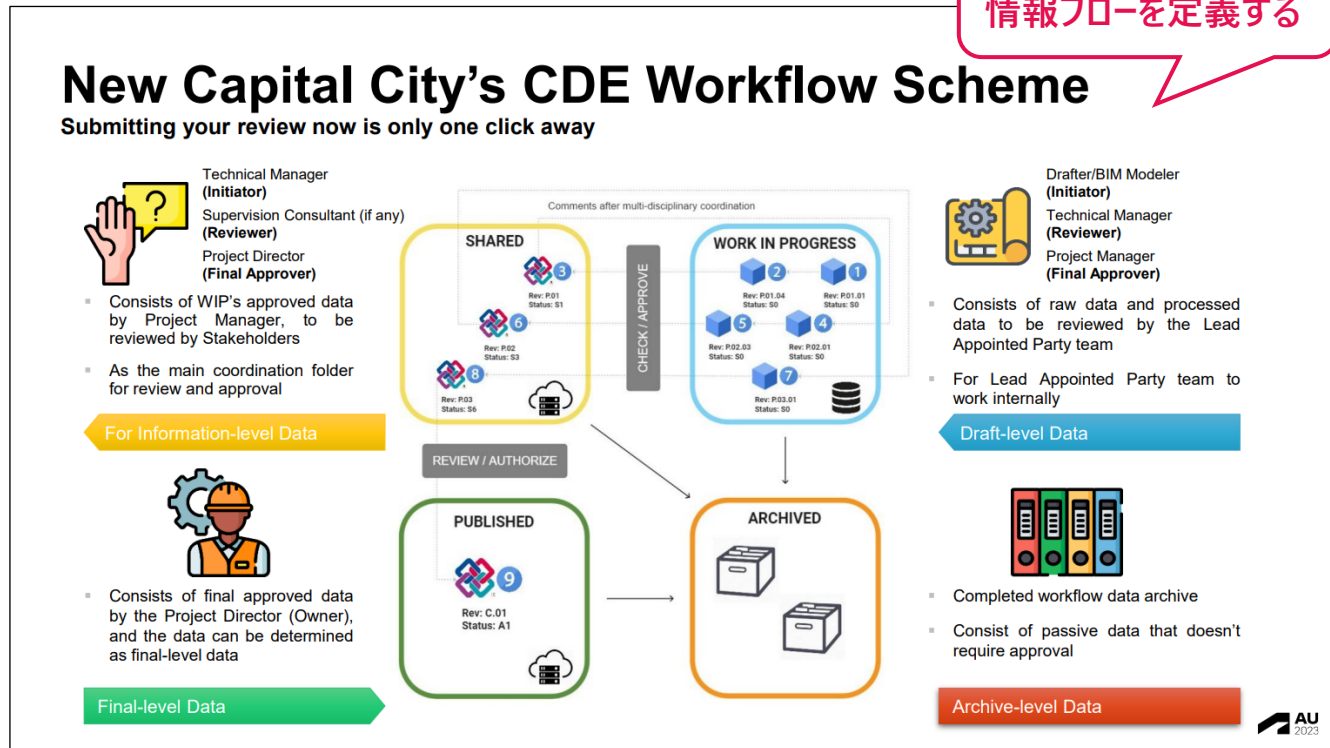 情報フローを定義する
New Capital City's CDE Workflow Scheme
Submitting your review now is only one click away
Technical Manager
(Initiator)
Supervision Consultant (if any)
(Reviewer)
Project Director
(Final Approver)
▪ Consists of WIP's approved data
by Project Manager, to be
reviewed by Stakeholders
▪ As the main coordination folder
for review and approval
For Information-level Data
Comments after multi-disciplinary coordination
SHARED
3
Rev: P.01
Status: S1
6
Rev: P.02
Status: S3
8
Rev: P.03
Status: S6
CHECK / APPROVE
WORK IN PROGRESS
2
Rev: P.01.04
Status: S0
1
Rev: P.01.01
Status: S0
5
Rev: P.02.03
Status: S0
4
Rev: P.02.01
Status: S0
7
Rev: P.03.01
Status: S0
Drafter/BIM Modeler
(Initiator)
Technical Manager
(Reviewer)
Project Manager
(Final Approver)
▪ Consists of raw data and processed
data to be reviewed by the Lead
Appointed Party team
▪ For Lead Appointed Party team to
work internally
Draft-level Data
REVIEW / AUTHORIZE
▪ Consists of final approved data
by the Project Director (Owner),
and the data can be determined
as final-level data
Final-level Data
PUBLISHED
9
Rev: C.01
Status: A1
ARCHIVED
▪ Completed workflow data archive
▪ Consist of passive data that doesn't
require approval
Archive-level Data
AU
2023